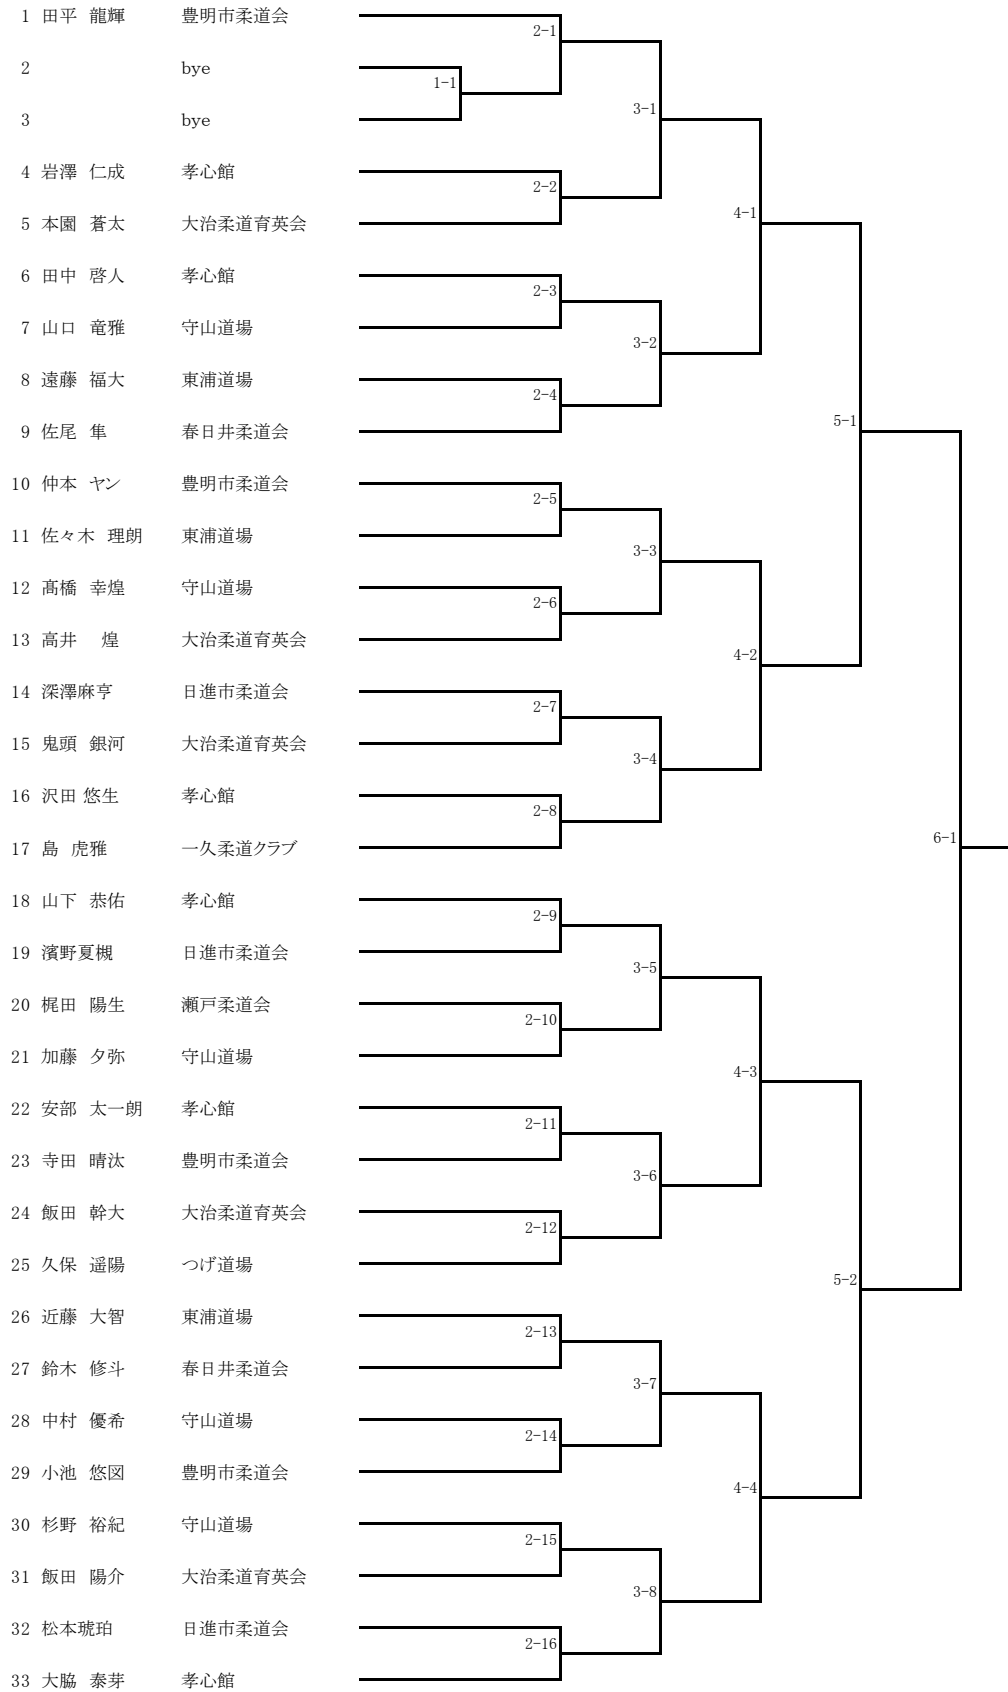 1 田平 龍輝 豊明市柔道会
2-1
2 bye
1-1
3 bye
3-1
4 岩澤 仁成 孝心館
2-2
5 本園 蒼太 大治柔道育英会
4-1
6 田中 啓人 孝心館
2-3
7 山口 竜雅 守山道場
3-2
8 遠藤 福大 東浦道場
2-4
9 佐尾 隼 春日井柔道会
5-1
10 仲本 ヤン 豊明市柔道会
2-5
11 佐々木 理朗 東浦道場
3-3
12 髙橋 幸煌 守山道場
2-6
13 高井 煌 大治柔道育英会
4-2
14 深澤麻亨 日進市柔道会
2-7
15 鬼頭 銀河 大治柔道育英会
3-4
16 沢田 悠生 孝心館
2-8
17 島 虎雅 一久柔道クラブ
6-1
18 山下 恭佑 孝心館
2-9
19 濱野夏槻 日進市柔道会
3-5
20 梶田 陽生 瀬戸柔道会
2-10
21 加藤 夕弥 守山道場
4-3
22 安部 太一朗 孝心館
2-11
23 寺田 晴汰 豊明市柔道会
3-6
24 飯田 幹大 大治柔道育英会
2-12
25 久保 遥陽 つげ道場
5-2
26 近藤 大智 東浦道場
2-13
27 鈴木 修斗 春日井柔道会
3-7
28 中村 優希 守山道場
2-14
29 小池 悠図 豊明市柔道会
4-4
30 杉野 裕紀 守山道場
2-15
31 飯田 陽介 大治柔道育英会
3-8
32 松本琥珀 日進市柔道会
2-16
33 大脇 泰芽 孝心館